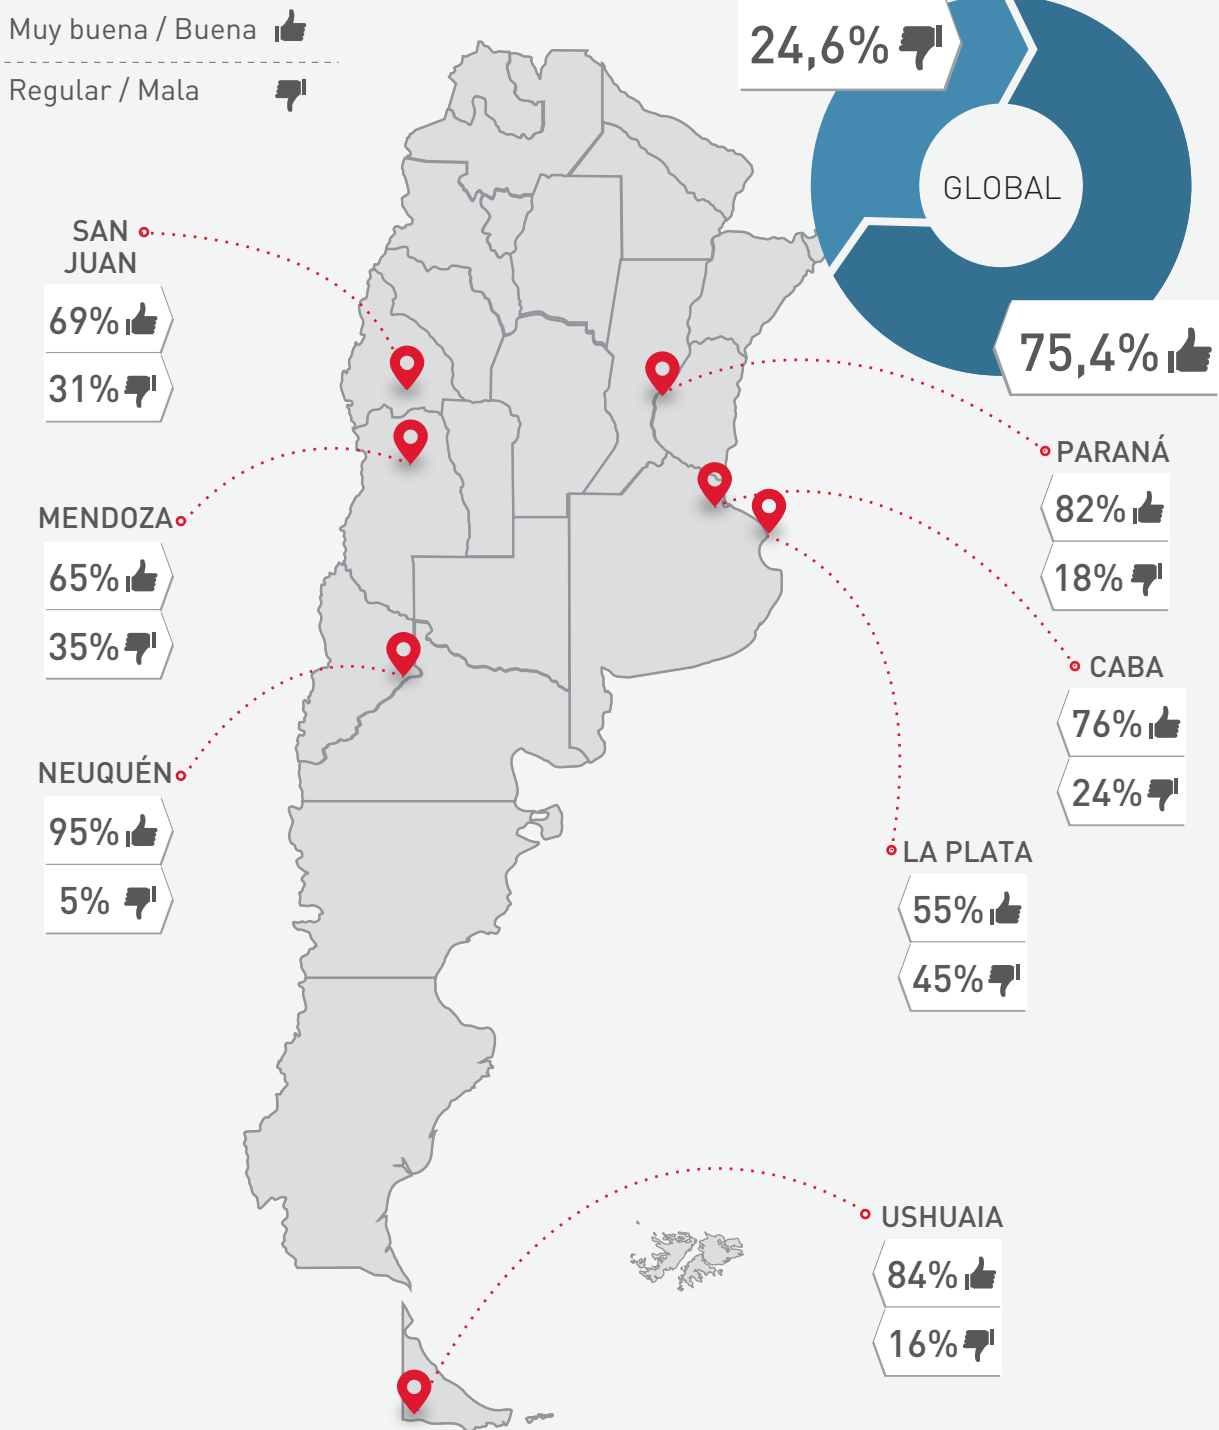 Muy buena / Buena
Regular / Mala
24,6%
GLOBAL
75,4%
SAN
JUAN
69%
31%
MENDOZA
65%
35%
NEUQUÉN
95%
5%
PARANÁ
82%
18%
CABA
76%
24%
LA PLATA
55%
45%
USHUAIA
84%
16%